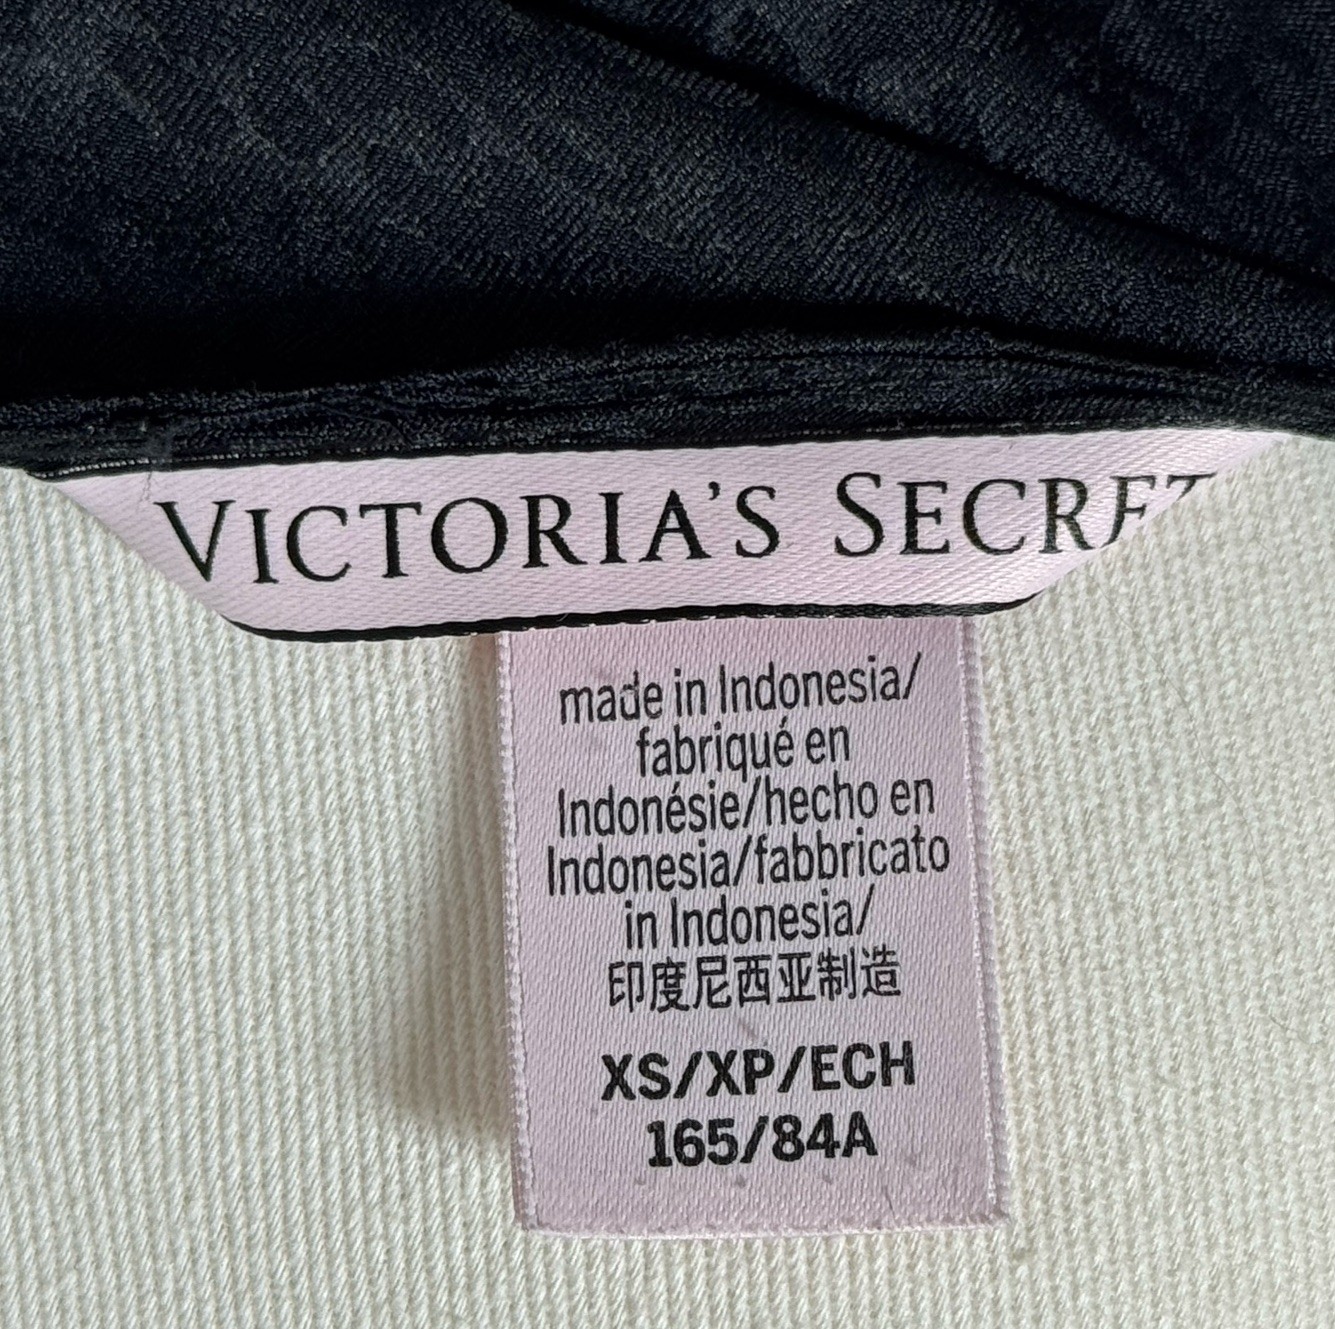 VICTORIA'S SECRET
made in Indonesia/
fabriqué en
Indonésie/hecho en
Indonesia/fabbricato
in Indonesia/
印度尼西亚制造
XS/XP/ECH
165/84A